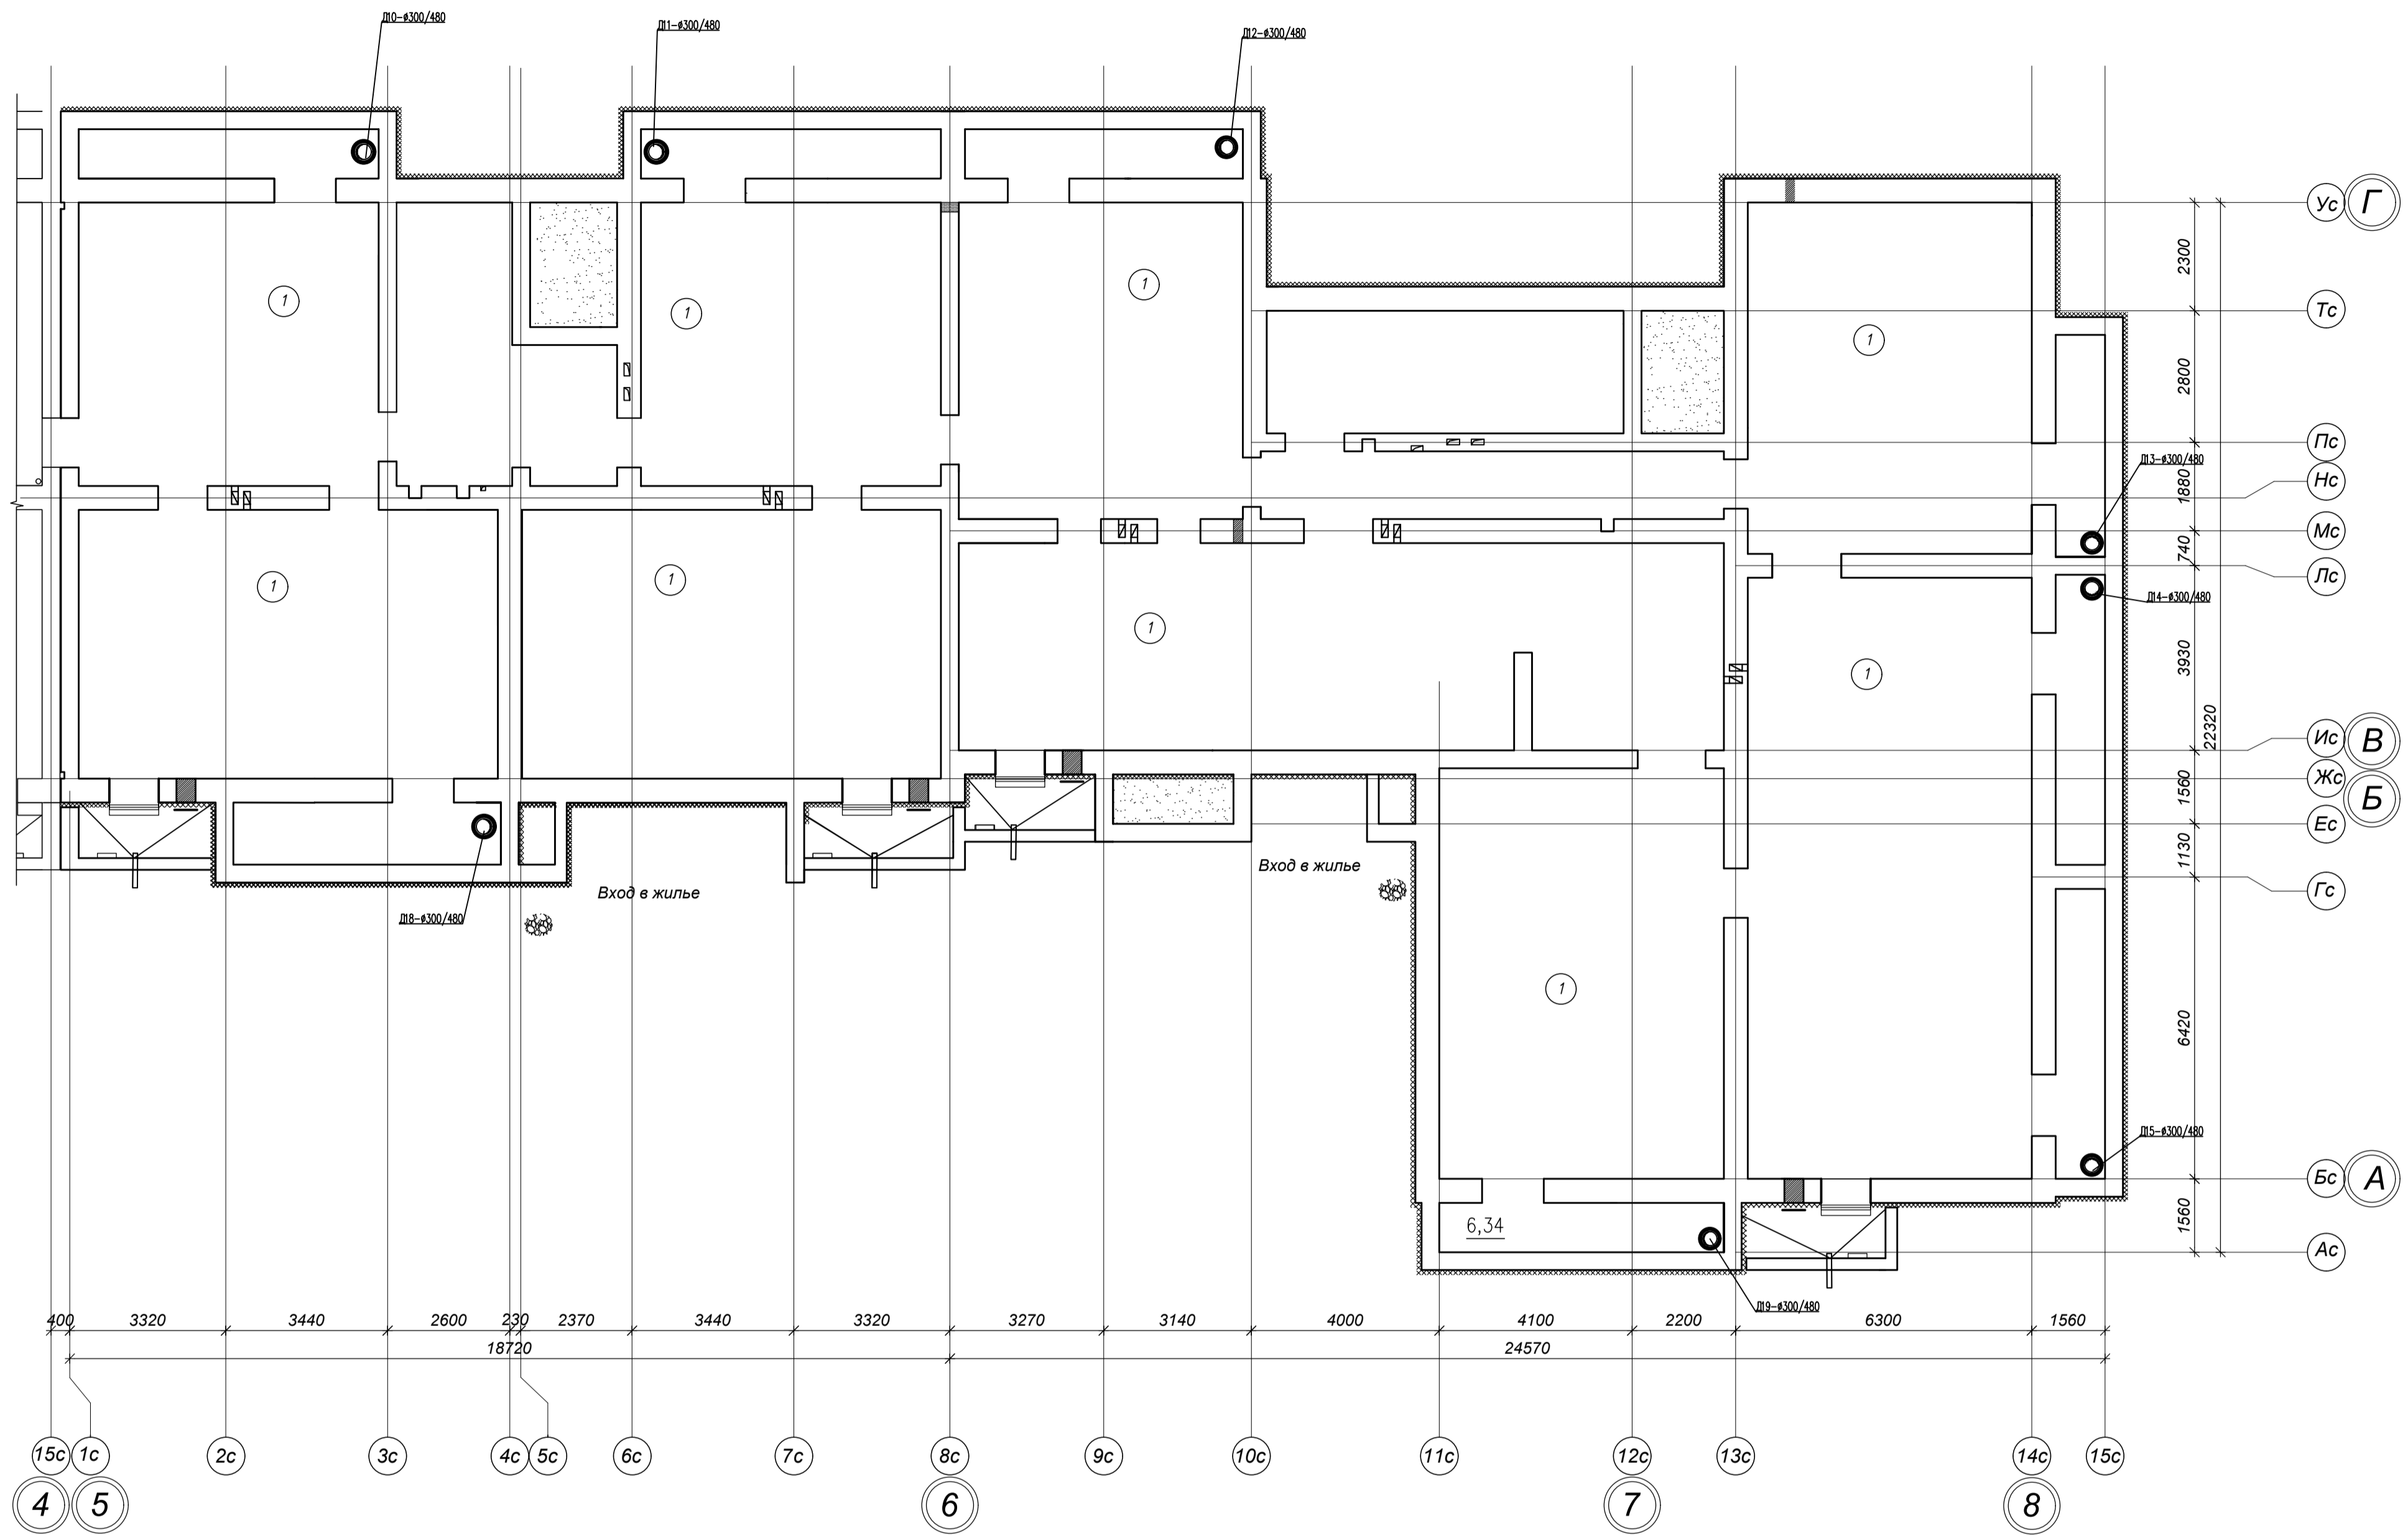 Д10-ø300/480
Д11-ø300/480
Д12-ø300/480
Ус Г
2300
1
1
1
Тс
1
2800
Пс
Д13-ø300/480
1880
Нс
Мс
740
Лс
1
1
1
Д14-ø300/480
3930
1
22320
Ис В
Жс
1560
Б
Ес
1130
Вход в жилье
Вход в жилье
Гс
Д18-ø300/480
1
6420
Д15-ø300/480
Бс А
6,34
1560
Ас
Д19-ø300/480
400 3320 3440 2600 230 2370 3440 3320 3270 3140 4000 4100 2200 6300 1560
18720 24570
15с 1с 2с 3с 4с 5с 6с 7с 8с 9с 10с 11с 12с 13с 14с 15с
4 5 6 7 8